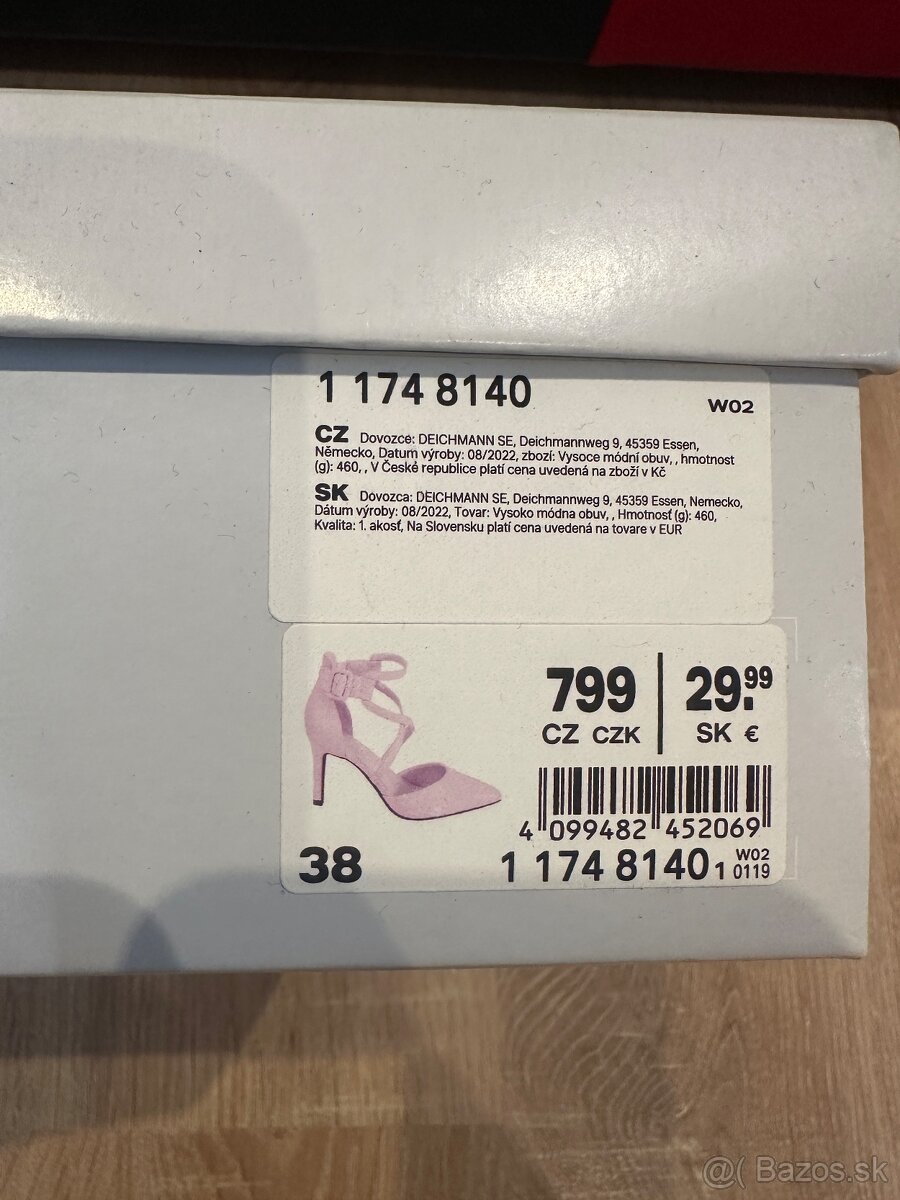 1 174 8140
W02
CZ Dovozce: DEICHMANN SE, Deichmannweg 9, 45359 Essen,
Německo, Datum výroby: 08/2022, zbozí: Vysoce módní obuv, , hmotnost
(g): 460, , V České republice platí cena uvedená na zboží v Kč
SK Dovozca: DEICHMANN SE, Deichmannweg 9, 45359 Essen, Nemecko,
Dátum výroby: 08/2022, Tovar: Vysoko módna obuv, , Hmotnosť (g): 460,
Kvalita: 1. akosť, Na Slovensku platí cena uvedená na tovare v EUR
799 29.99
CZ CZK SK €
4 099482 452069
38
1 174 8140 1 W02 0119
@( Bazos.sk